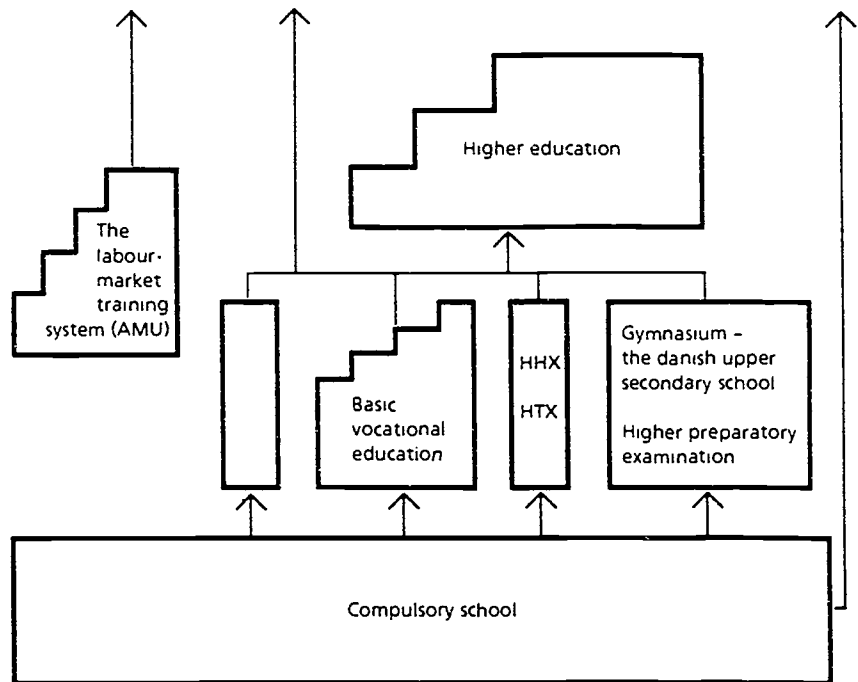 Higher education
The
labour-
market
training
system (AMU)
Gymnasium –
the danish upper
secondary school
Higher preparatory
examination
HHX
HTX
Basic
vocational
education
Compulsory school